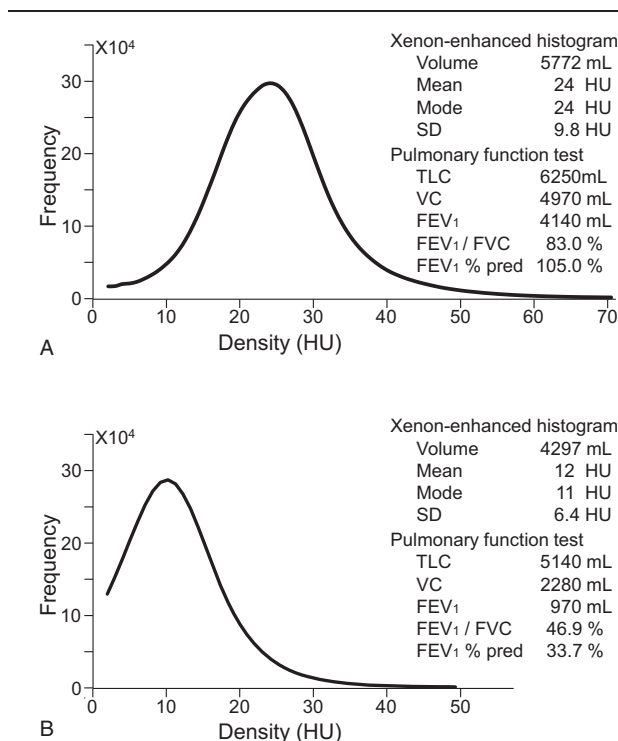 X10⁴
30
20
10
0
Frequency
0 10 20 30 40 50 60 70
Density (HU)
A
Xenon-enhanced histogram
Volume 5772 mL
Mean 24 HU
Mode 24 HU
SD 9.8 HU
Pulmonary function test
TLC 6250mL
VC 4970 mL
FEV₁ 4140 mL
FEV₁ / FVC 83.0 %
FEV₁ % pred 105.0 %
X10⁴
30
20
10
0
Frequency
0 10 20 30 40 50
Density (HU)
B
Xenon-enhanced histogram
Volume 4297 mL
Mean 12 HU
Mode 11 HU
SD 6.4 HU
Pulmonary function test
TLC 5140 mL
VC 2280 mL
FEV₁ 970 mL
FEV₁ / FVC 46.9 %
FEV₁ % pred 33.7 %